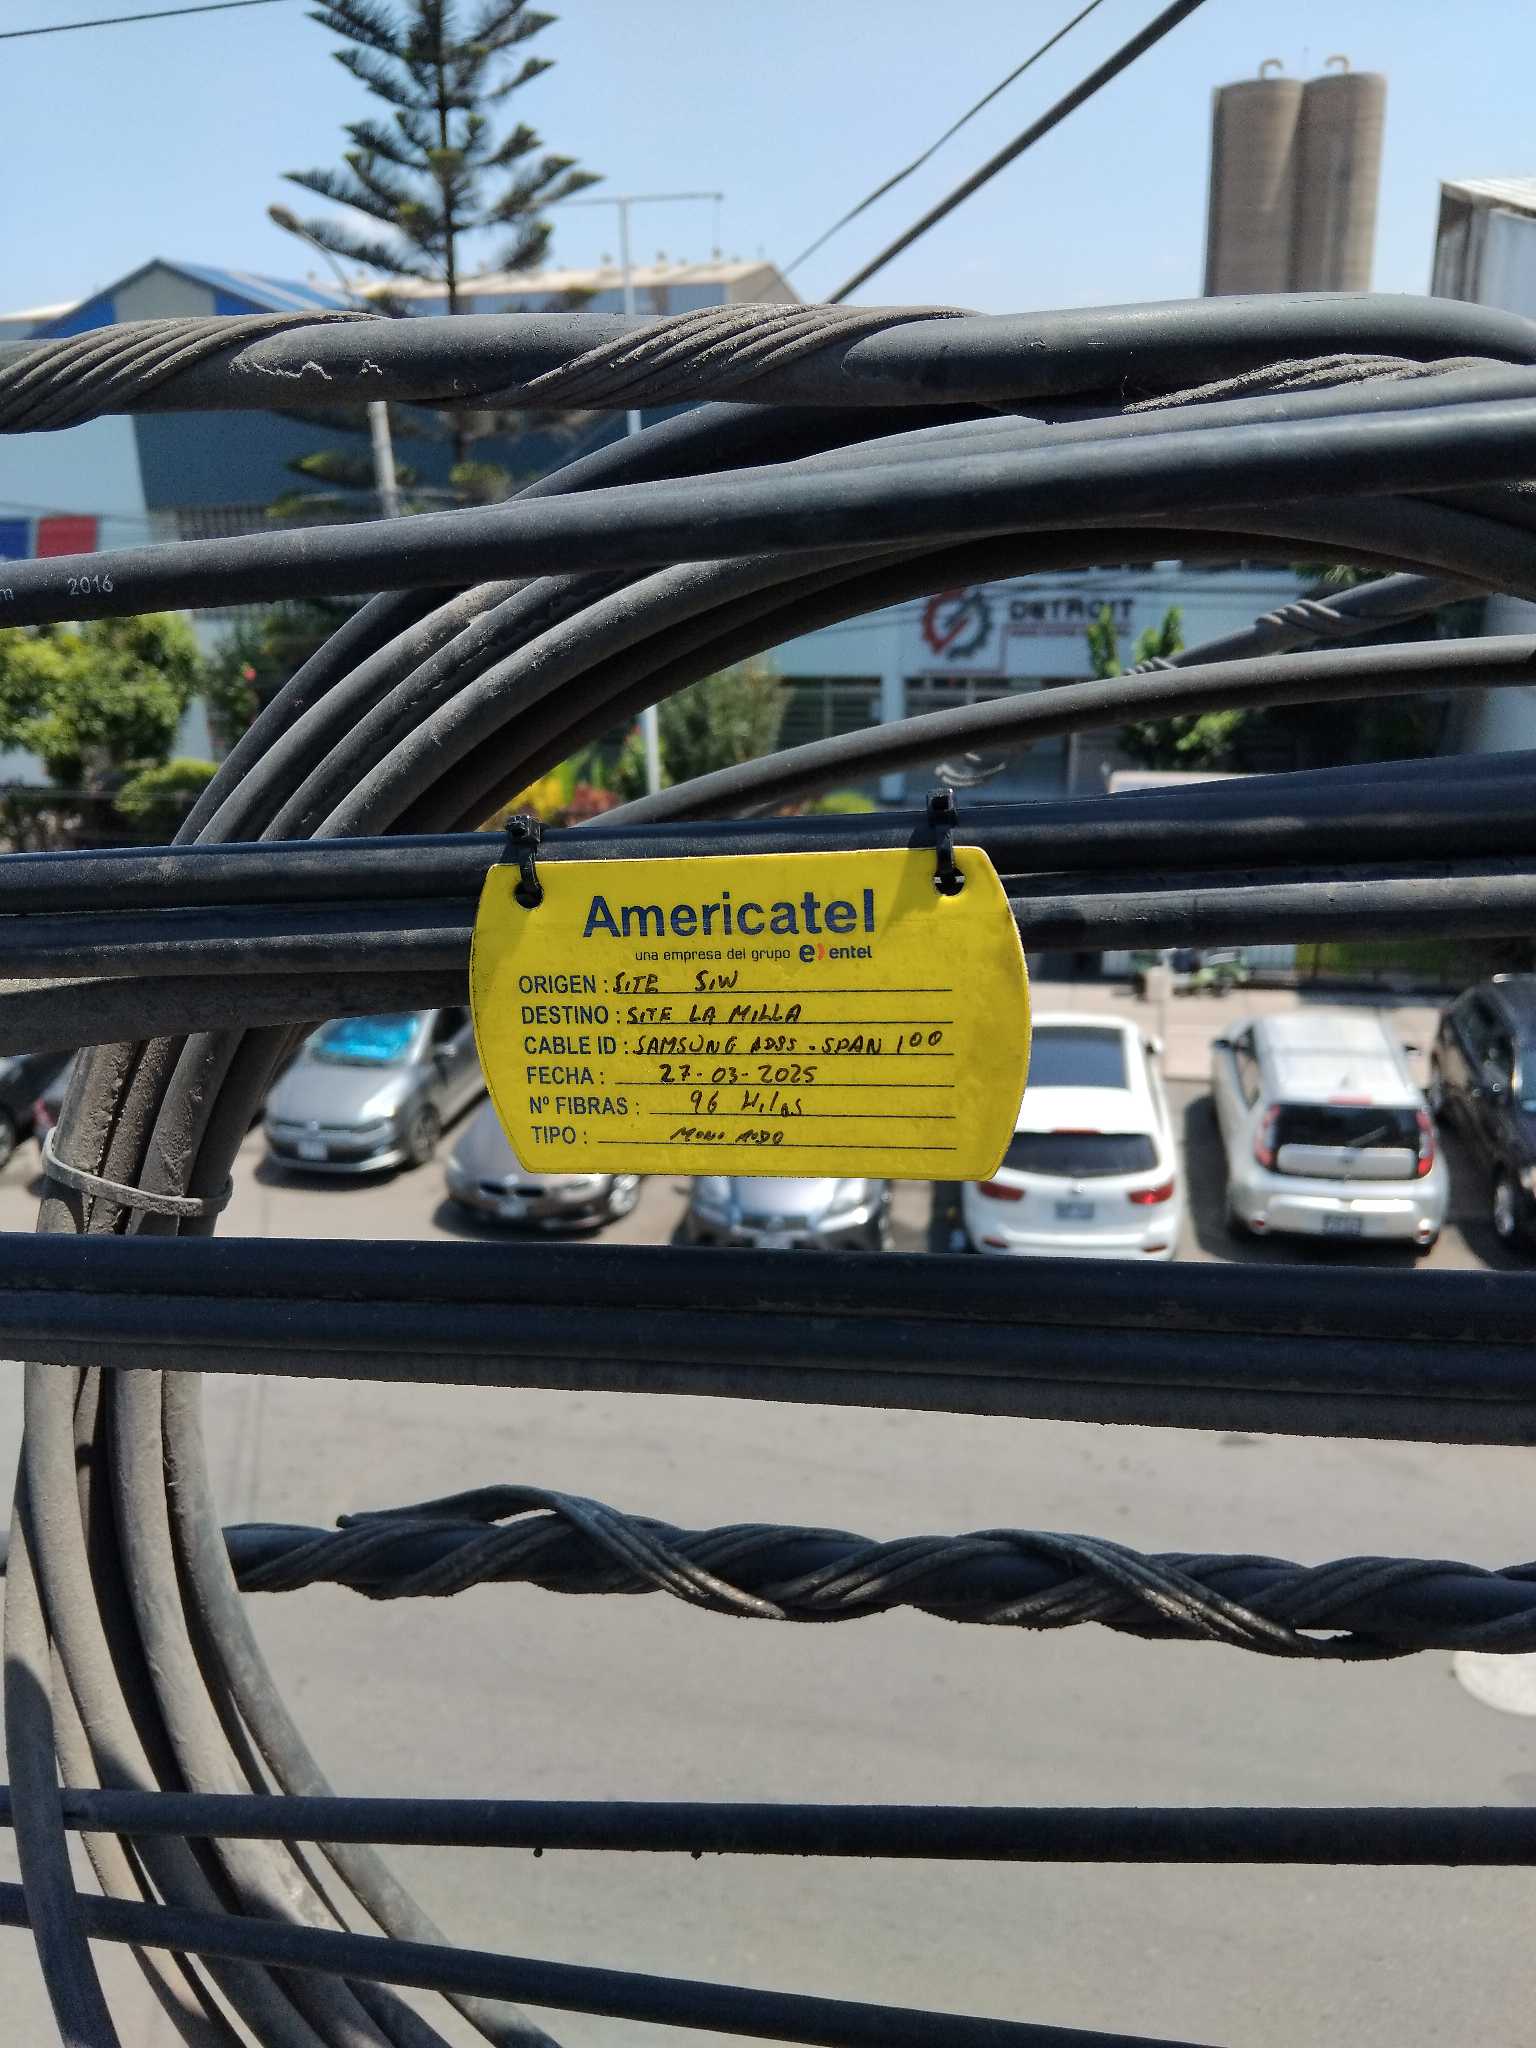 2016
DETROIT
Americatel
una empresa del grupo entel
ORIGEN : SITE SIW
DESTINO : SITE LA MILLA
CABLE ID : SAMSUNG ADSS - SPAN 100
FECHA : 27-03-2025
Nº FIBRAS : 96 Hilos
TIPO : MONO MODO